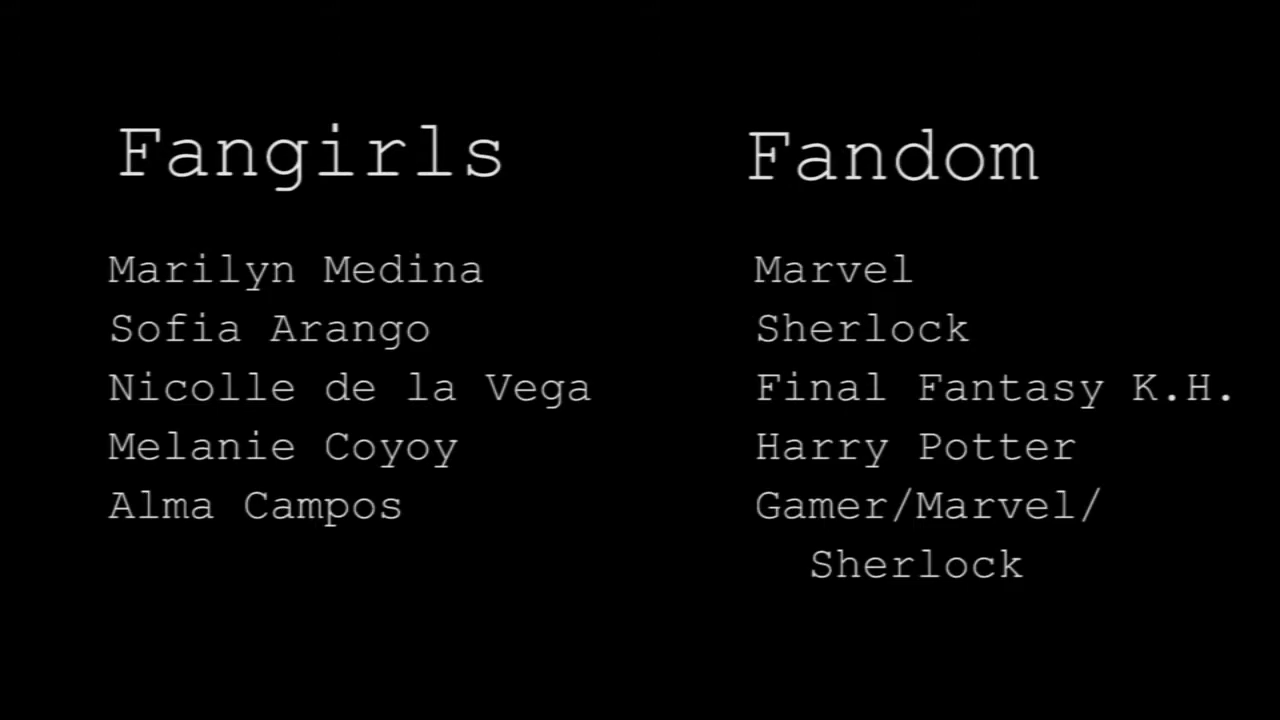 Fangirls
Fandom
Marilyn Medina
Marvel
Sofia Arango
Sherlock
Nicolle de la Vega
Final Fantasy K.H.
Melanie Coyoy
Harry Potter
Alma Campos
Gamer/Marvel/
Sherlock